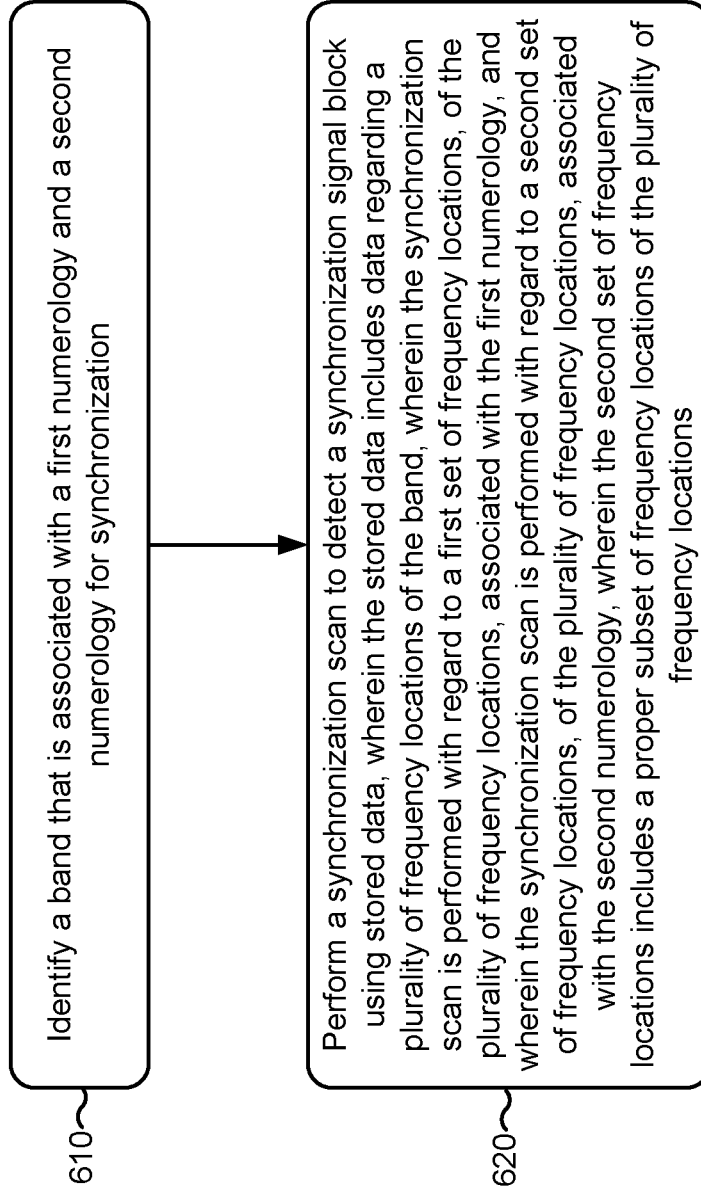 Identify a band that is associated with a first numerology and a second
numerology for synchronization
610
Perform a synchronization scan to detect a synchronization signal block
using stored data, wherein the stored data includes data regarding a
plurality of frequency locations of the band, wherein the synchronization
scan is performed with regard to a first set of frequency locations, of the
plurality of frequency locations, associated with the first numerology, and
wherein the synchronization scan is performed with regard to a second set
of frequency locations, of the plurality of frequency locations, associated
with the second numerology, wherein the second set of frequency
locations includes a proper subset of frequency locations of the plurality of
frequency locations
620